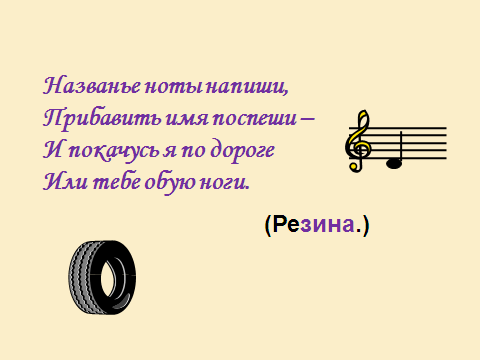 Названье ноты напиши,
Прибавить имя поспеши –
И покачусь я по дороге
Или тебе обую ноги.
(Резина.)